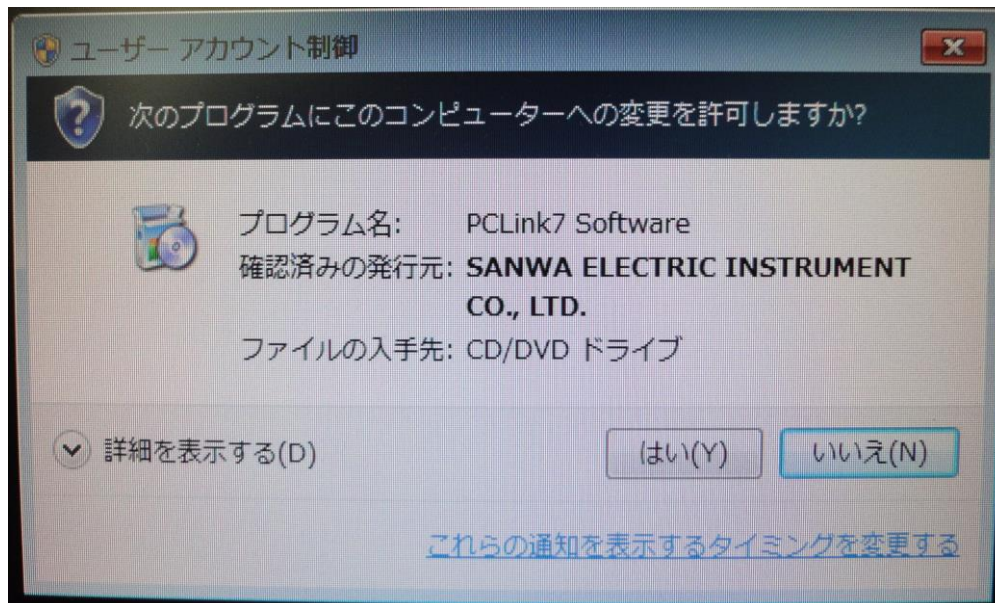 ユーザー アカウント制御
次のプログラムにこのコンピューターへの変更を許可しますか?
プログラム名: PCLink7 Software
確認済みの発行元: SANWA ELECTRIC INSTRUMENT
CO., LTD.
ファイルの入手先: CD/DVD ドライブ
詳細を表示する(D) はい(Y) いいえ(N)
これらの通知を表示するタイミングを変更する